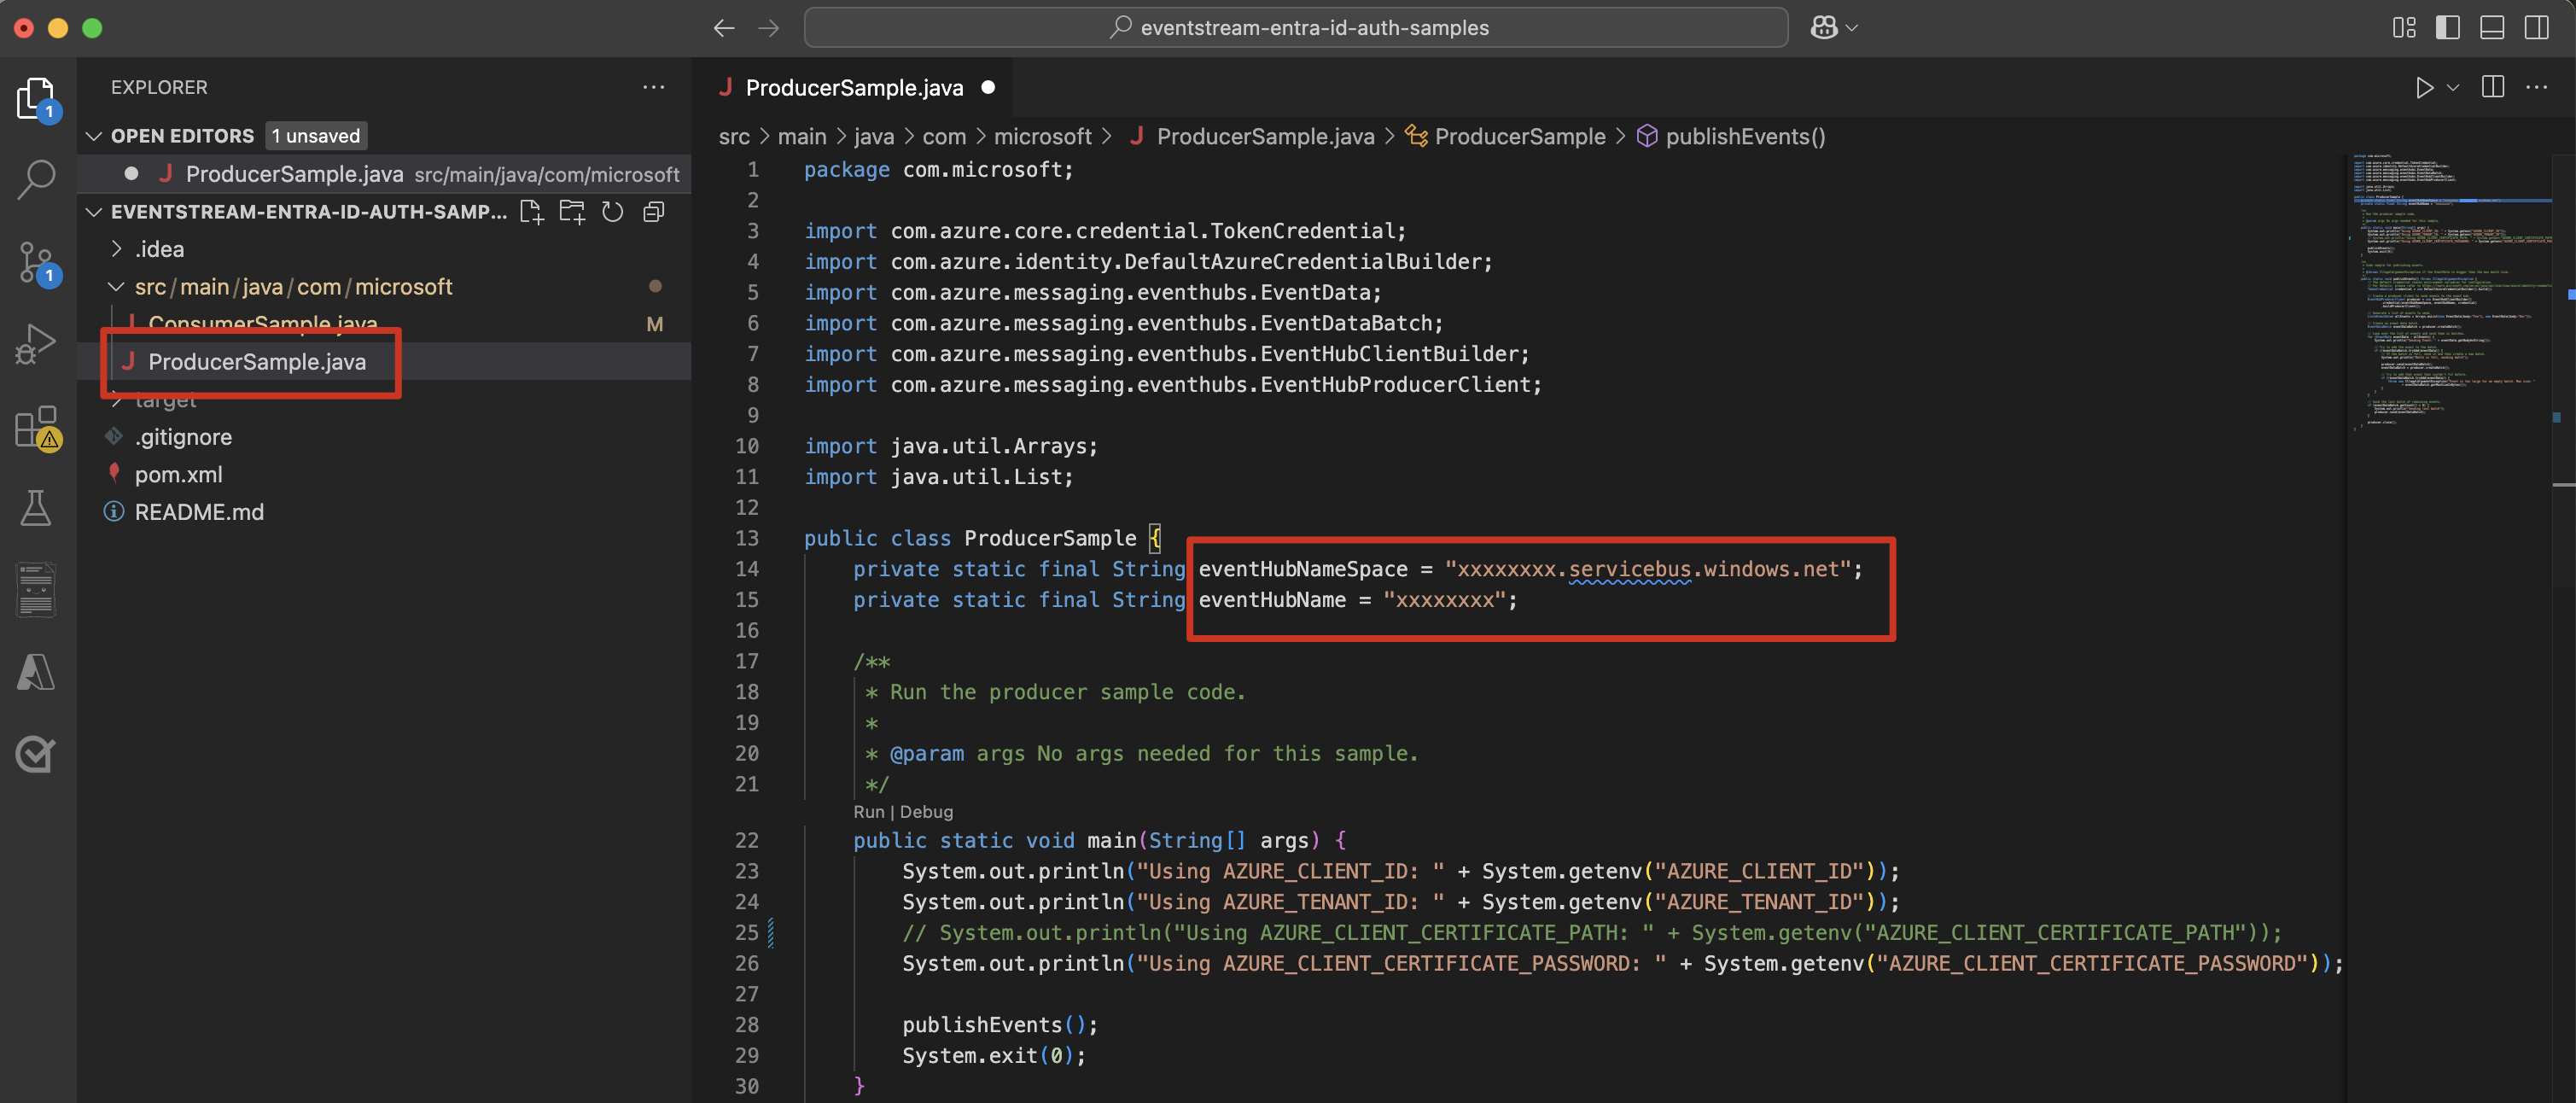 eventstream-entra-id-auth-samples
EXPLORER
OPEN EDITORS 1 unsaved
ProducerSample.java src/main/java/com/microsoft
EVENTSTREAM-ENTRA-ID-AUTH-SAMP...
.idea
src/main/java/com/microsoft
ConsumerSample.java M
ProducerSample.java
target
.gitignore
pom.xml
README.md
1
1
ProducerSample.java
src > main > java > com > microsoft > ProducerSample.java > ProducerSample > publishEvents()
1 package com.microsoft;
2
3 import com.azure.core.credential.TokenCredential;
4 import com.azure.identity.DefaultAzureCredentialBuilder;
5 import com.azure.messaging.eventhubs.EventData;
6 import com.azure.messaging.eventhubs.EventDataBatch;
7 import com.azure.messaging.eventhubs.EventHubClientBuilder;
8 import com.azure.messaging.eventhubs.EventHubProducerClient;
9
10 import java.util.Arrays;
11 import java.util.List;
12
13 public class ProducerSample {
14 private static final String eventHubNameSpace = "xxxxxxxx.servicebus.windows.net";
15 private static final String eventHubName = "xxxxxxxx";
16
17 /**
18 * Run the producer sample code.
19 *
20 * @param args No args needed for this sample.
21 */
Run | Debug
22 public static void main(String[] args) {
23 System.out.println("Using AZURE_CLIENT_ID: " + System.getenv("AZURE_CLIENT_ID"));
24 System.out.println("Using AZURE_TENANT_ID: " + System.getenv("AZURE_TENANT_ID"));
25 // System.out.println("Using AZURE_CLIENT_CERTIFICATE_PATH: " + System.getenv("AZURE_CLIENT_CERTIFICATE_PATH"));
26 System.out.println("Using AZURE_CLIENT_CERTIFICATE_PASSWORD: " + System.getenv("AZURE_CLIENT_CERTIFICATE_PASSWORD"));
27
28 publishEvents();
29 System.exit(0);
30 }